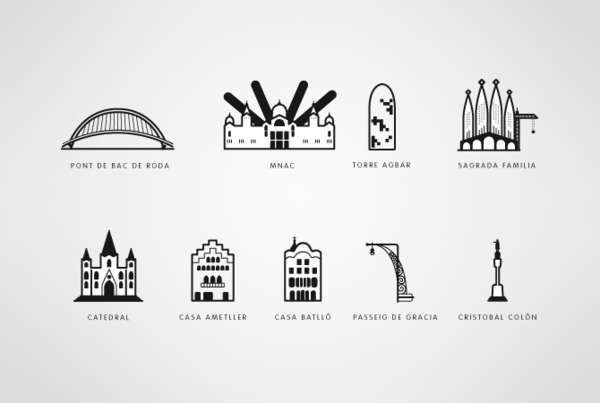 PONT DE BAC DE RODA
MNAC
TORRE AGBAR
SAGRADA FAMILIA
CATEDRAL
CASA AMETLLER
CASA BATLLÓ
PASSEIG DE GRACIA
CRISTOBAL COLÓN